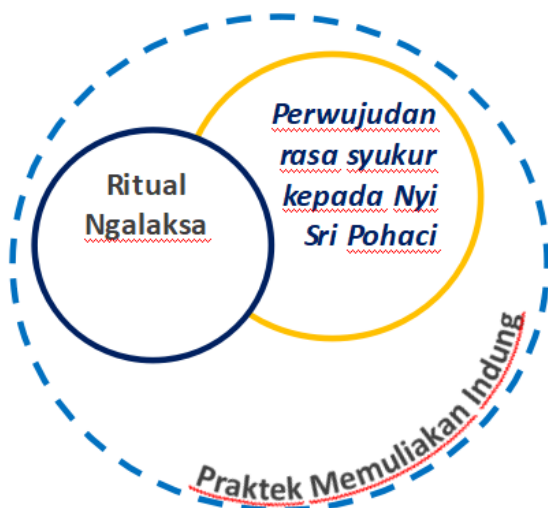 Ritual
Ngalaksa
Perwujudan
rasa syukur
kepada Nyi
Sri Pohaci
Praktek Memuliakan Indung